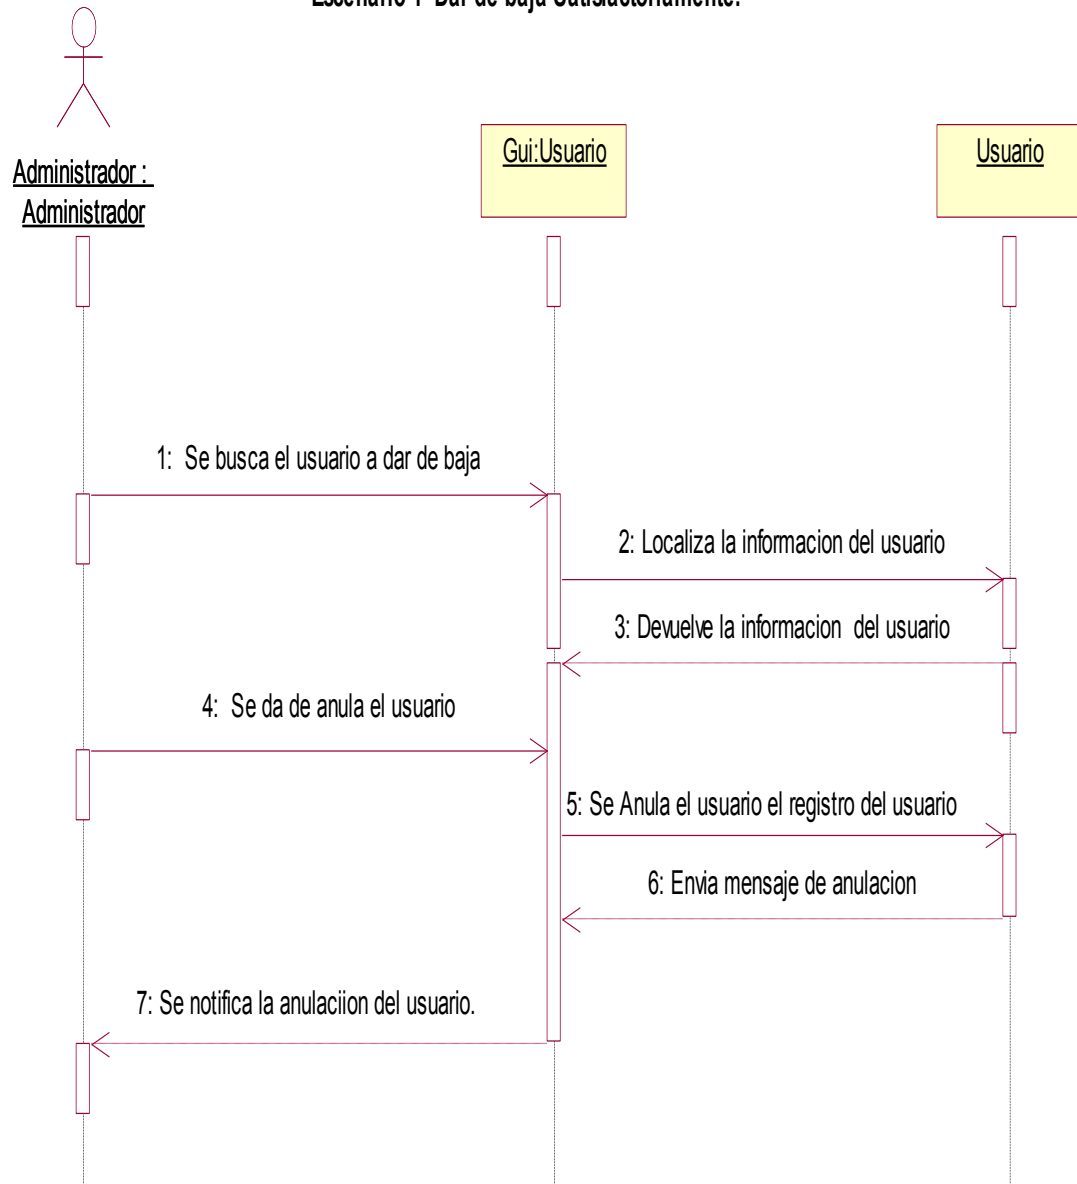 Escenario 1 Dar de baja Satisfactoriamente.
Administrador :
Administrador
Gui:Usuario
Usuario
1: Se busca el usuario a dar de baja
2: Localiza la informacion del usuario
3: Devuelve la informacion del usuario
4: Se da de anula el usuario
5: Se Anula el usuario el registro del usuario
6: Envia mensaje de anulacion
7: Se notifica la anulaciion del usuario.